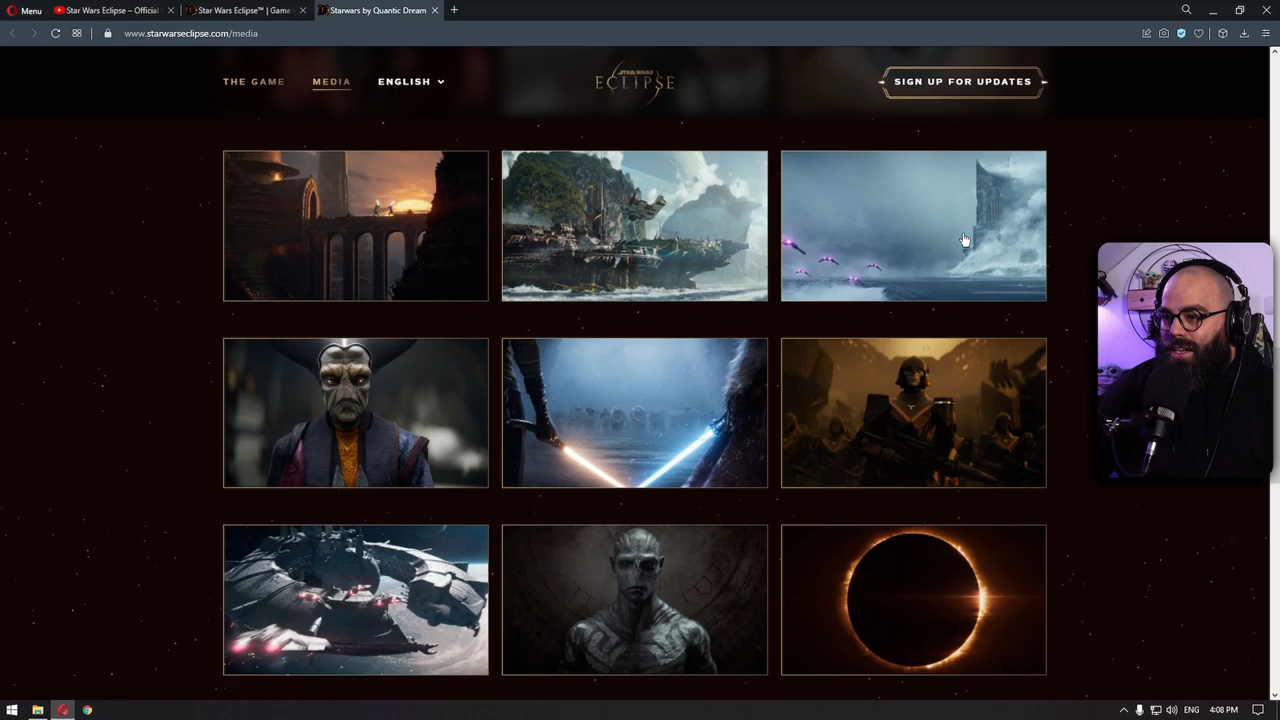 Menu
Star Wars Eclipse – Official
Star Wars Eclipse™ | Game
Starwars by Quantic Dream
www.starwarseclipse.com/media
THE GAME
MEDIA
ENGLISH
STAR WARS
ECLIPSE
SIGN UP FOR UPDATES
ENG
4:08 PM